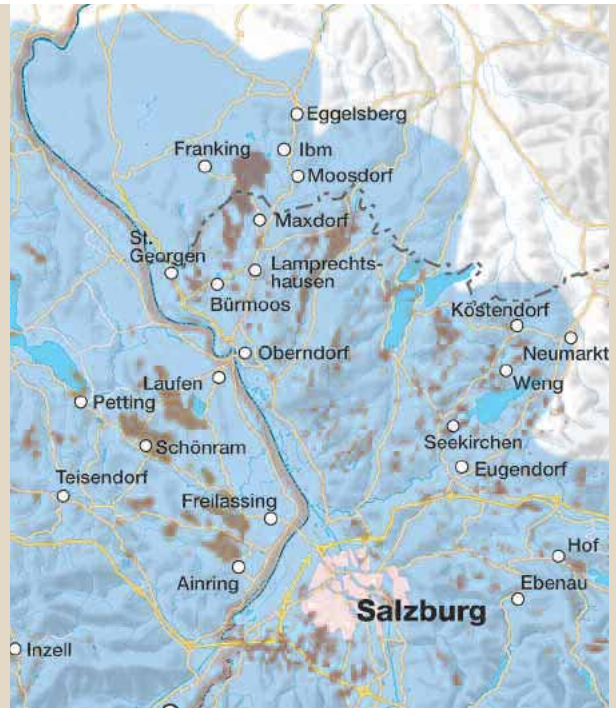 Eggelsberg
Franking
Ibm
Moosdorf
Maxdorf
St.
Georgen
Lamprechts-
hausen
Bürmoos
Köstendorf
Oberndorf
Neumarkt
Laufen
Weng
Petting
Seekirchen
Schönram
Eugendorf
Teisendorf
Freilassing
Hof
Ainring
Ebenau
Salzburg
Inzell